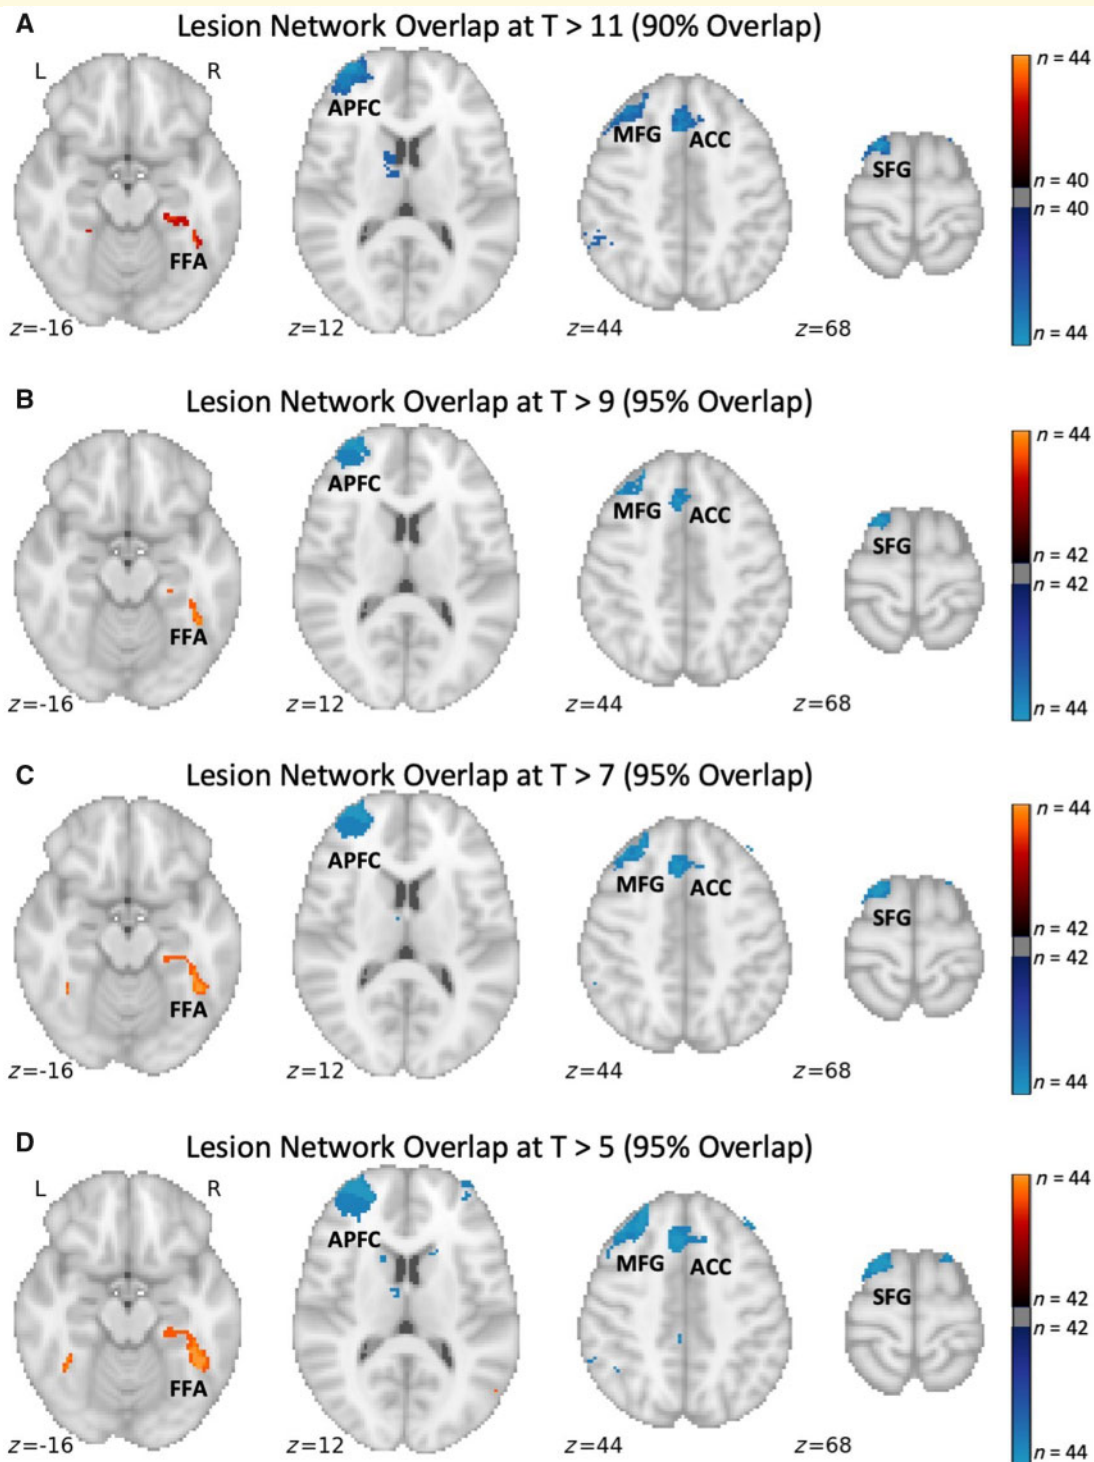 A
Lesion Network Overlap at T > 11 (90% Overlap)
L
R
APFC
MFG
ACC
SFG
FFA
z=-16
z=12
z=44
z=68
n = 44
n = 40
n = 40
n = 44
B
Lesion Network Overlap at T > 9 (95% Overlap)
APFC
MFG
ACC
SFG
FFA
z=-16
z=12
z=44
z=68
n = 44
n = 42
n = 42
n = 44
C
Lesion Network Overlap at T > 7 (95% Overlap)
APFC
MFG
ACC
SFG
FFA
z=-16
z=12
z=44
z=68
n = 44
n = 42
n = 42
n = 44
D
Lesion Network Overlap at T > 5 (95% Overlap)
L
R
APFC
MFG
ACC
SFG
FFA
z=-16
z=12
z=44
z=68
n = 44
n = 42
n = 42
n = 44